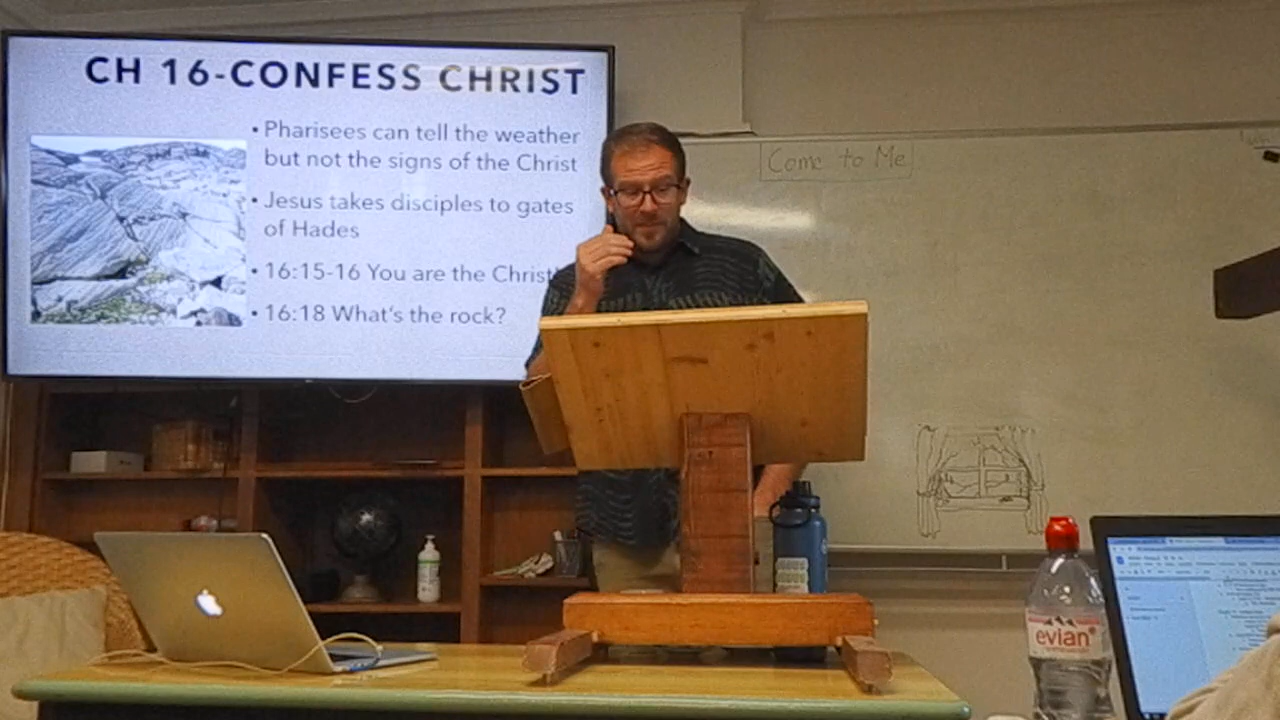 CH 16-CONFESS CHRIST
• Pharisees can tell the weather
but not the signs of the Christ
• Jesus takes disciples to gates
of Hades
• 16:15-16 You are the Christ
• 16:18 What's the rock?
Come to Me
evian